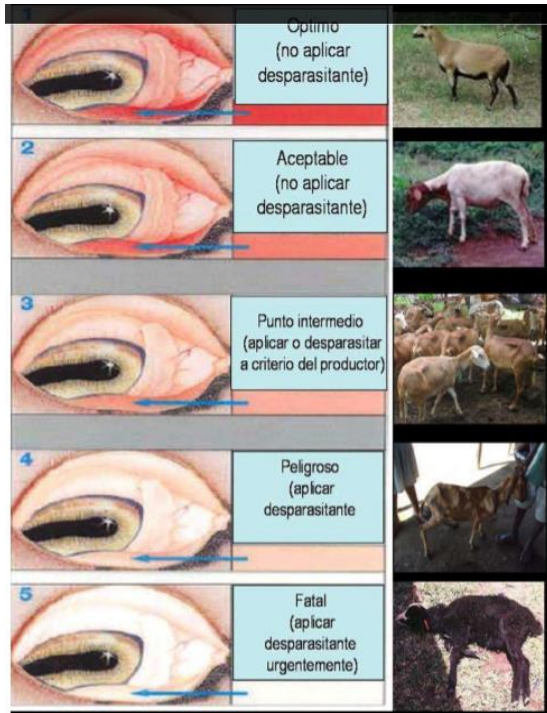 1
Optimo
(no aplicar
desparasitante)
2
Aceptable
(no aplicar
desparasitante)
3
Punto intermedio
(aplicar o desparasitar
a criterio del productor)
4
Peligroso
(aplicar
desparasitante
5
Fatal
(aplicar
desparasitante
urgentemente)